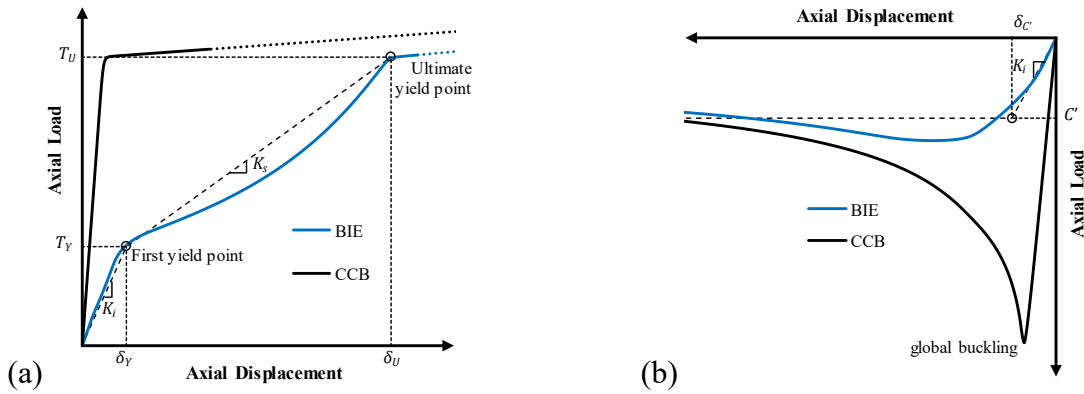 T_U
Ultimate
yield point
K_s
Axial Load
T_Y
First yield point
K_i
BIE
CCB
δ_Y
δ_U
Axial Displacement
(a)
Axial Displacement
δ_C′
K_i
C′
Axial Load
BIE
CCB
global buckling
(b)